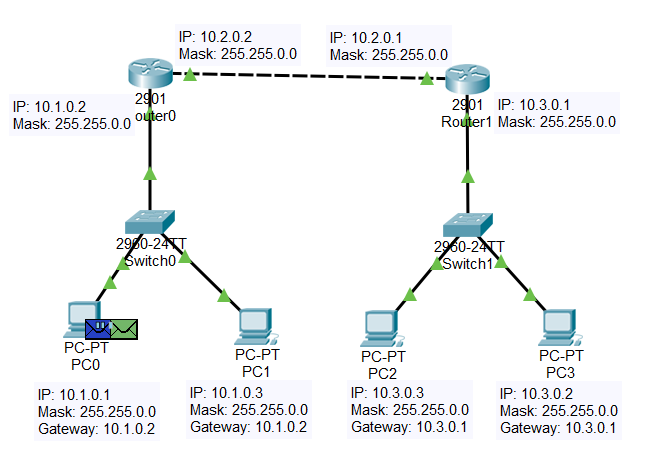 IP: 10.2.0.2
Mask: 255.255.0.0
IP: 10.2.0.1
Mask: 255.255.0.0
IP: 10.1.0.2
Mask: 255.255.0.0
2901
outer0
2901
Router1
IP: 10.3.0.1
Mask: 255.255.0.0
2960-24TT
Switch0
2960-24TT
Switch1
PC-PT
PC0
PC-PT
PC1
PC-PT
PC2
PC-PT
PC3
IP: 10.1.0.1
Mask: 255.255.0.0
Gateway: 10.1.0.2
IP: 10.1.0.3
Mask: 255.255.0.0
Gateway: 10.1.0.2
IP: 10.3.0.3
Mask: 255.255.0.0
Gateway: 10.3.0.1
IP: 10.3.0.2
Mask: 255.255.0.0
Gateway: 10.3.0.1